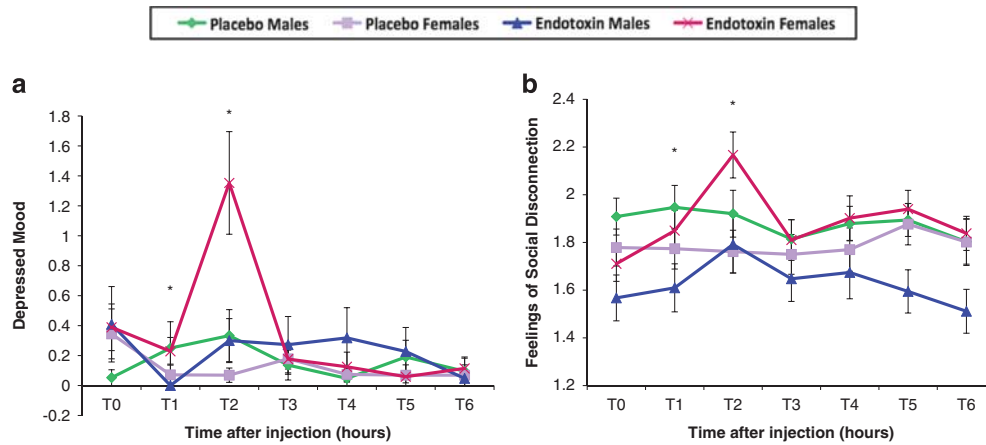 Placebo Males Placebo Females Endotoxin Males Endotoxin Females
a
Depressed Mood
1.8
1.6
1.4
1.2
1
0.8
0.6
0.4
0.2
0
-0.2
*
*
T0 T1 T2 T3 T4 T5 T6
Time after injection (hours)
b
Feelings of Social Disconnection
2.4
2.2
2
1.8
1.6
1.4
1.2
*
*
T0 T1 T2 T3 T4 T5 T6
Time after injection (hours)